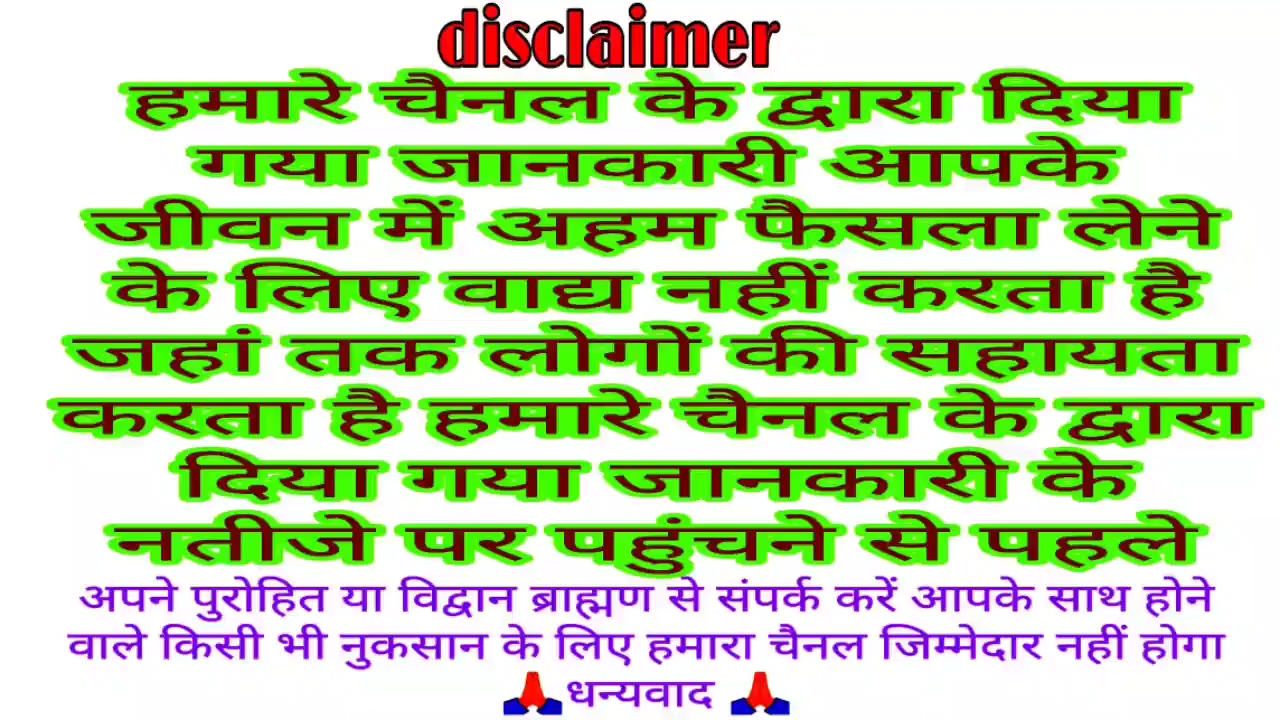 disclaimer
हमारे चैनल के द्वारा दिया
गया जानकारी आपके
जीवन में अहम फैसला लेने
के लिए वाद्य नहीं करता है
जहां तक लोगों की सहायता
करता है हमारे चैनल के द्वारा
दिया गया जानकारी के
नतीजे पर पहुंचने से पहले
अपने पुरोहित या विद्वान ब्राह्मण से संपर्क करें आपके साथ होने
वाले किसी भी नुकसान के लिए हमारा चैनल जिम्मेदार नहीं होगा
🙏धन्यवाद 🙏